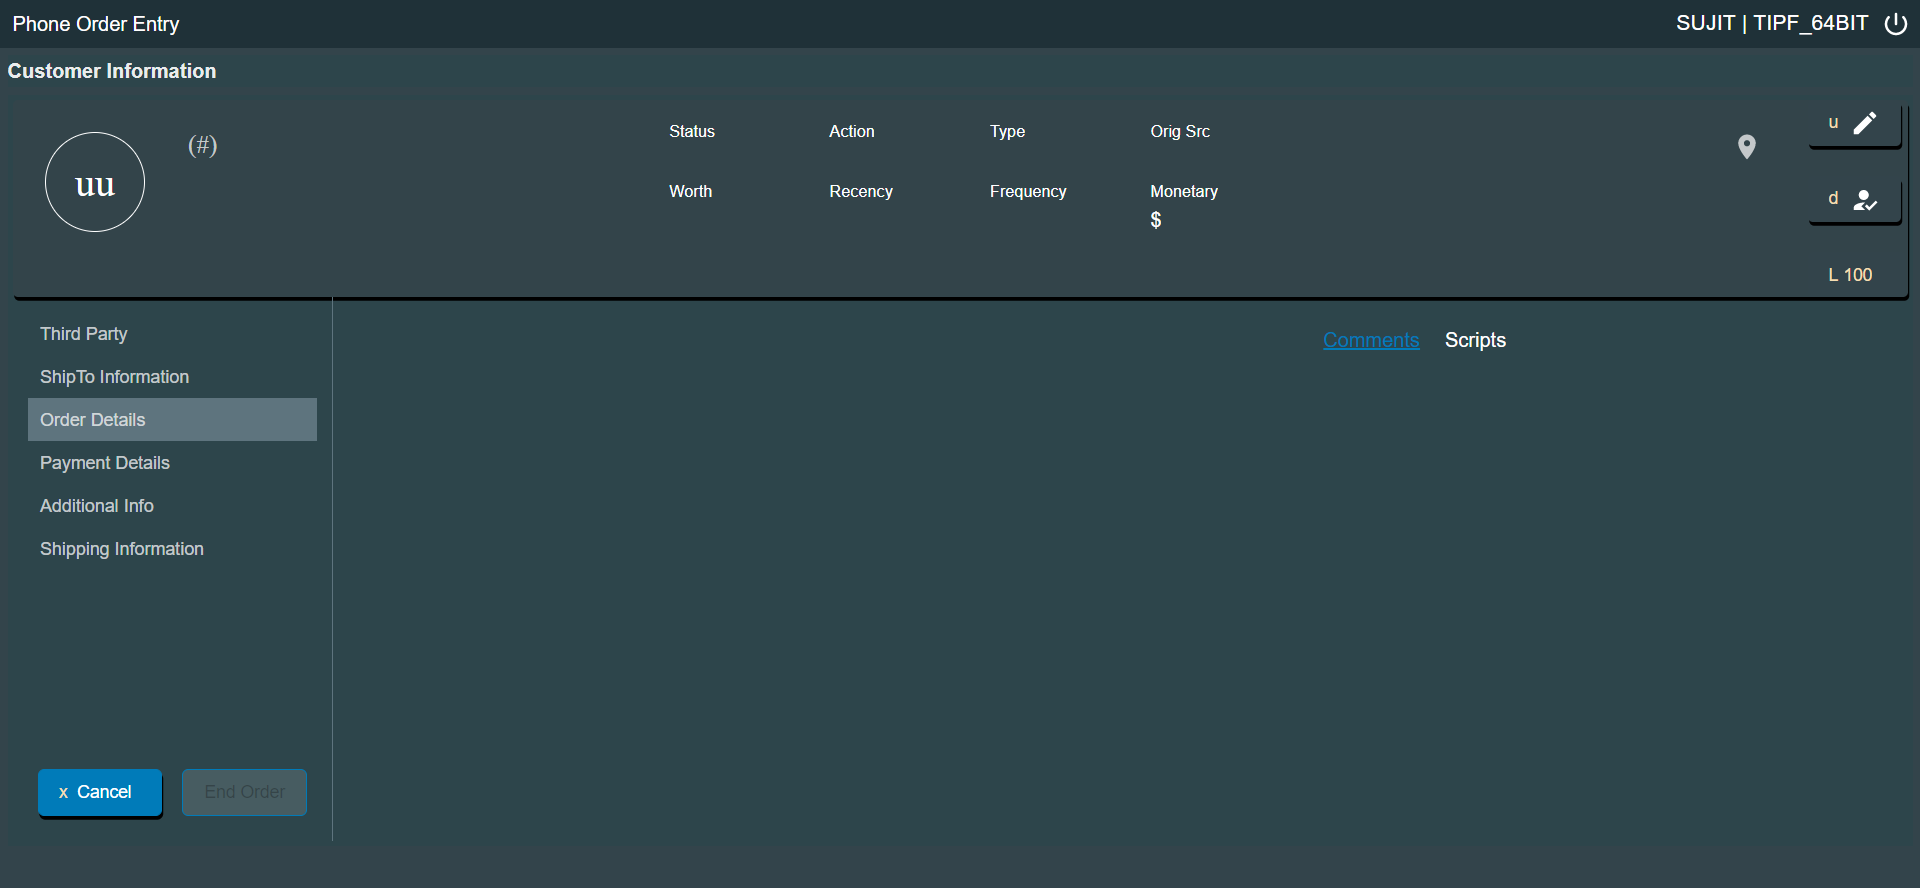 Phone Order Entry
SUJIT | TIPF_64BIT
Customer Information
uu
(#)
Status
Action
Type
Orig Src
Worth
Recency
Frequency
Monetary
$
u
d
L 100
Third Party
ShipTo Information
Order Details
Payment Details
Additional Info
Shipping Information
Comments
Scripts
x Cancel
End Order